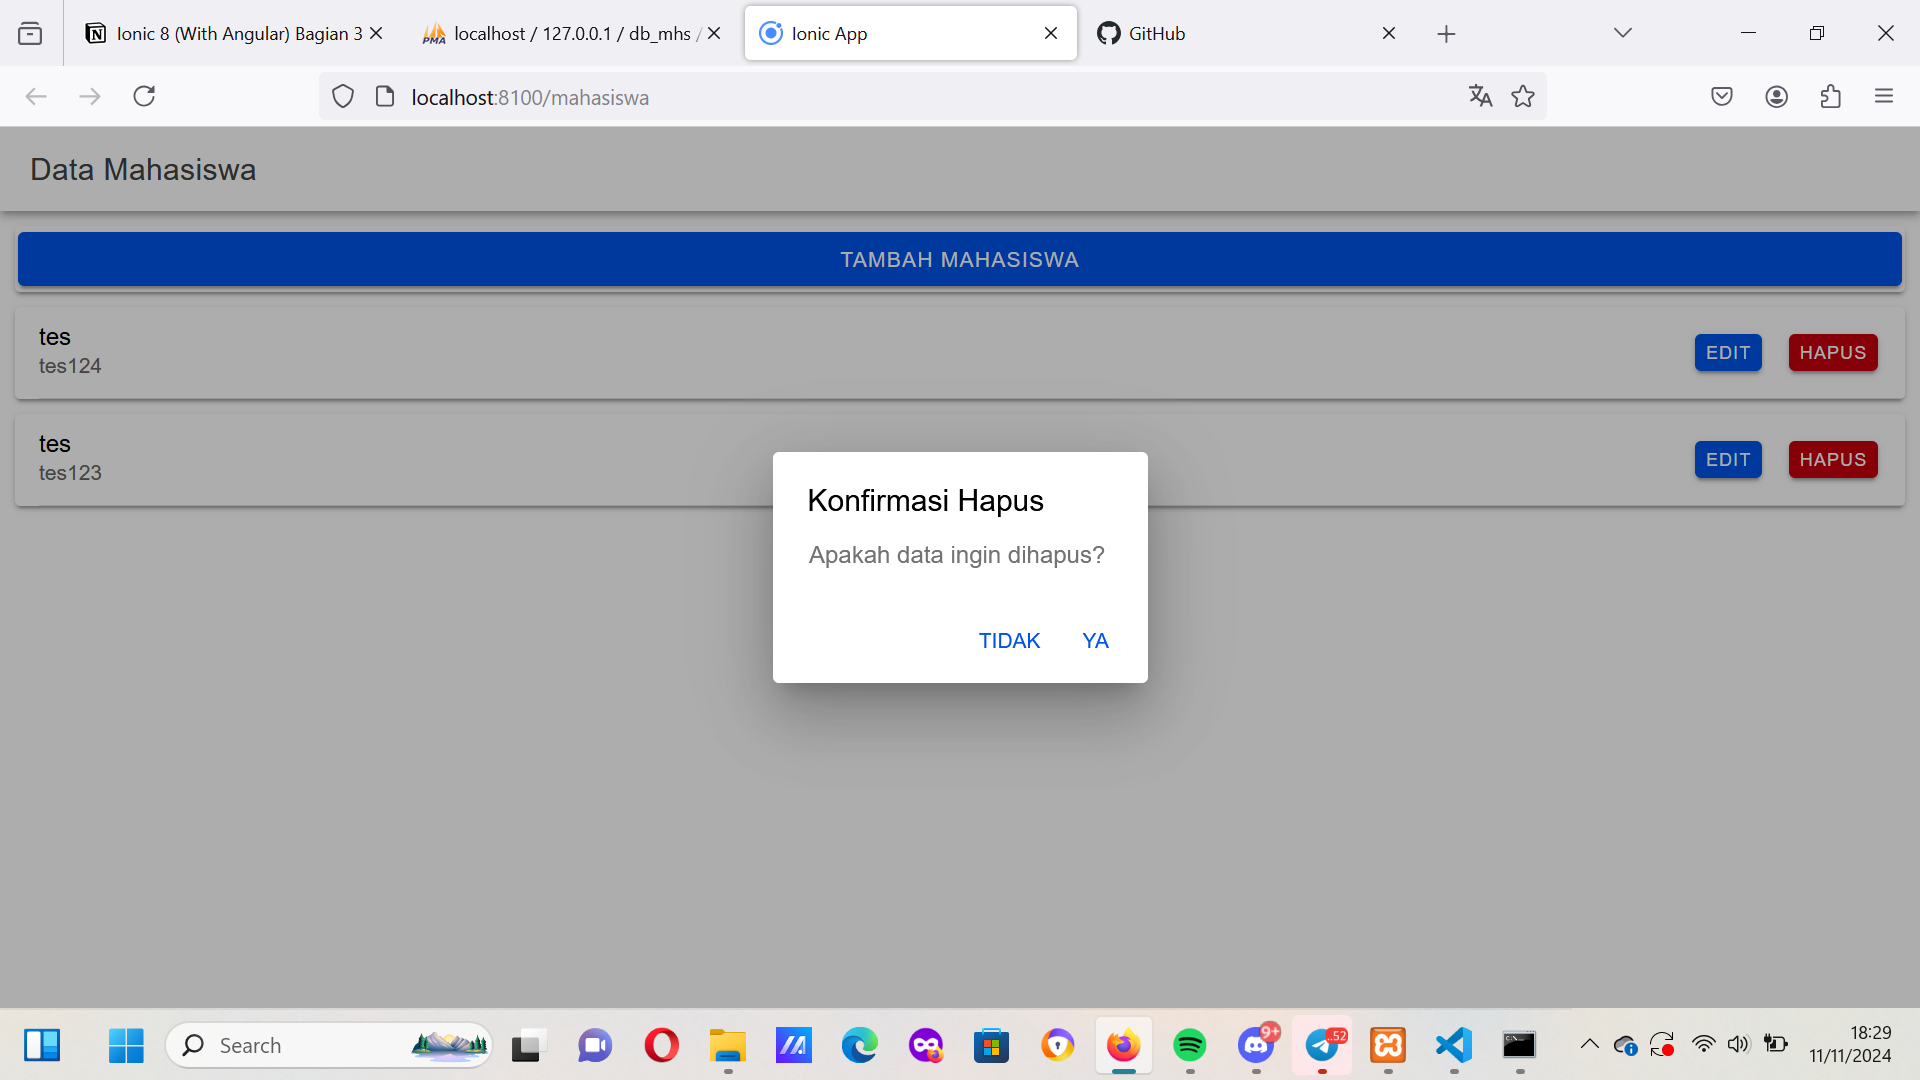 Ionic 8 (With Angular) Bagian 3
localhost / 127.0.0.1 / db_mhs /
Ionic App
GitHub
localhost:8100/mahasiswa
Data Mahasiswa
TAMBAH MAHASISWA
tes
tes124
EDIT
HAPUS
tes
tes123
EDIT
HAPUS
Konfirmasi Hapus
Apakah data ingin dihapus?
TIDAK
YA
Search
9+
..52
18:29
11/11/2024
PMA